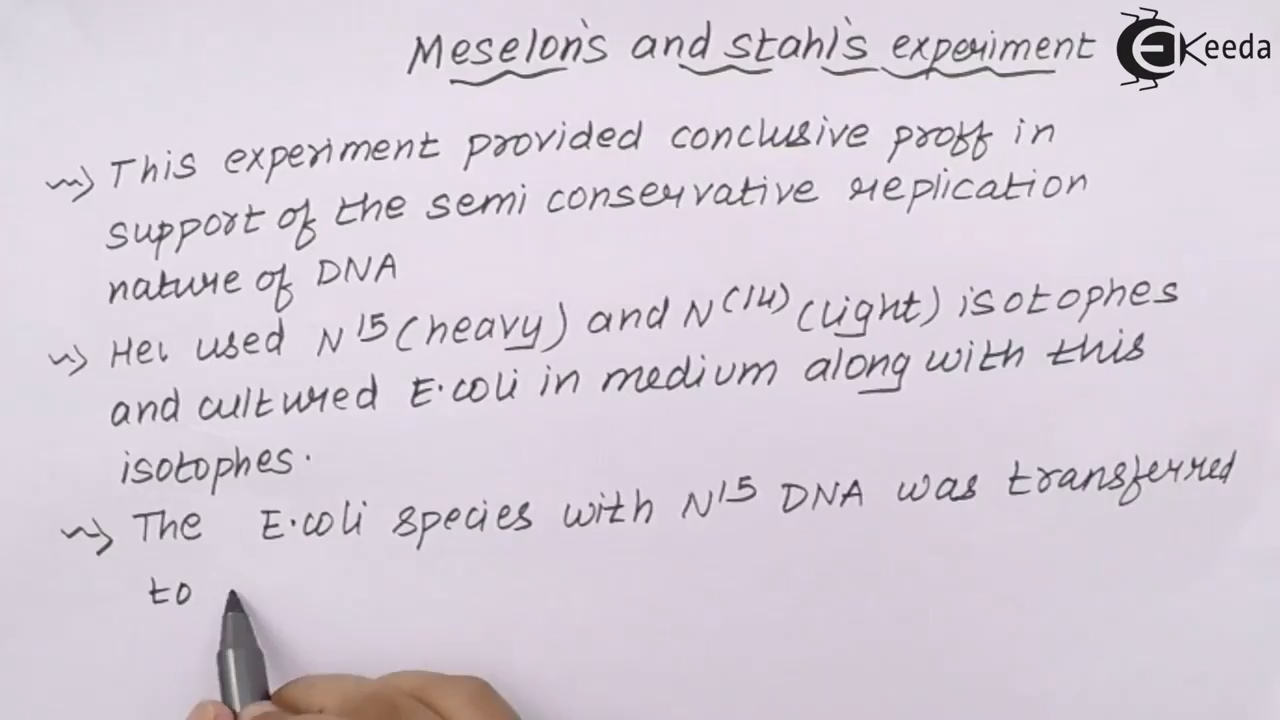 Meselon's and stahl's experiment
Keeda
This experiment provided conclusive proff in
support of the semi conservative replication
nature of DNA
He used N15 (heavy) and N(14) (light) isotophes
and cultured E.coli in medium along with this
isotophes.
The E.coli species with N15 DNA was transferred
to